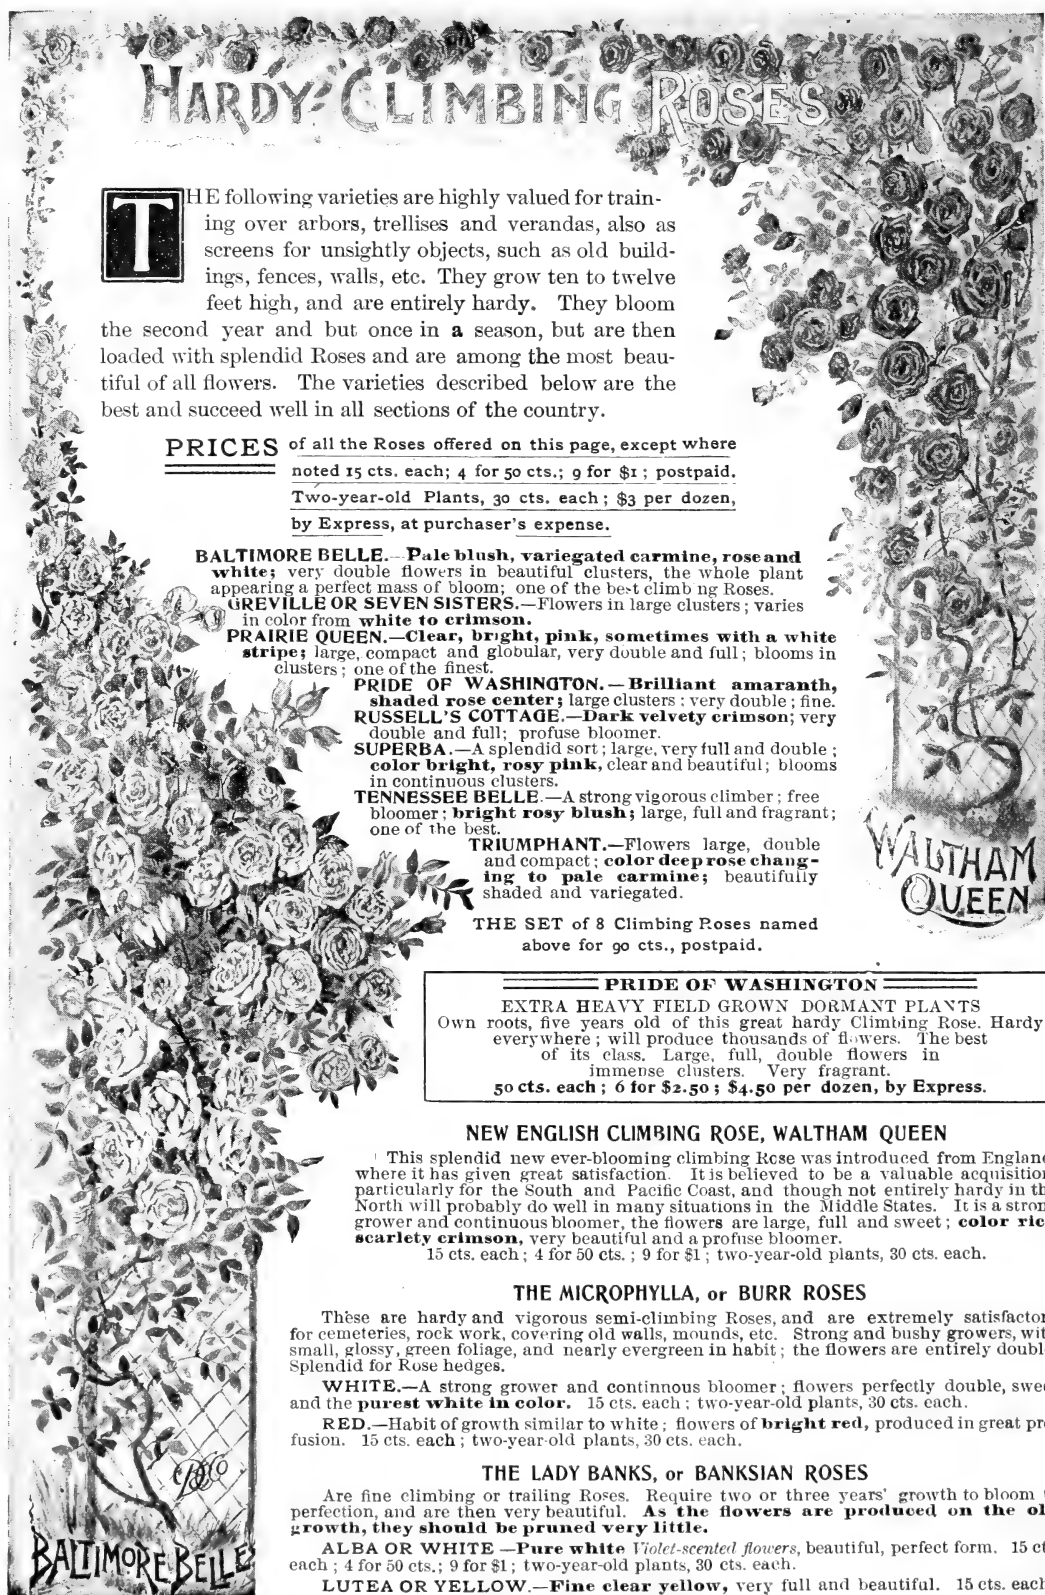 HARDY CLIMBING ROSES
THE following varieties are highly valued for train-
ing over arbors, trellises and verandas, also as
screens for unsightly objects, such as old build-
ings, fences, walls, etc. They grow ten to twelve
feet high, and are entirely hardy. They bloom
the second year and but once in a season, but are then
loaded with splendid Roses and are among the most beau-
tiful of all flowers. The varieties described below are the
best and succeed well in all sections of the country.
PRICES of all the Roses offered on this page, except where
noted 15 cts. each; 4 for 50 cts.; 9 for $1; postpaid.
Two-year-old Plants, 30 cts. each; $3 per dozen,
by Express, at purchaser's expense.
BALTIMORE BELLE.—Pale blush, variegated carmine, rose and
white; very double flowers in beautiful clusters, the whole plant
appearing a perfect mass of bloom; one of the best climb ng Roses.
GREVILLE OR SEVEN SISTERS.—Flowers in large clusters; varies
in color from white to crimson.
PRAIRIE QUEEN.—Clear, bright, pink, sometimes with a white
stripe; large, compact and globular, very double and full; blooms in
clusters; one of the finest.
PRIDE OF WASHINGTON.—Brilliant amaranth,
shaded rose center; large clusters; very double; fine.
RUSSELL'S COTTAGE.—Dark velvety crimson; very
double and full; profuse bloomer.
SUPERBA.—A splendid sort; large, very full and double;
color bright, rosy pink, clear and beautiful; blooms
in continuous clusters.
TENNESSEE BELLE.—A strong vigorous climber; free
bloomer; bright rosy blush; large, full and fragrant;
one of the best.
TRIUMPHANT.—Flowers large, double
and compact; color deep rose chang-
ing to pale carmine; beautifully
shaded and variegated.
WALTHAM
QUEEN
THE SET of 8 Climbing Roses named
above for 90 cts., postpaid.
PRIDE OF WASHINGTON
EXTRA HEAVY FIELD GROWN DORMANT PLANTS
Own roots, five years old of this great hardy Climbing Rose. Hardy
everywhere; will produce thousands of flowers. The best
of its class. Large, full, double flowers in
immense clusters. Very fragrant.
50 cts. each; 6 for $2.50; $4.50 per dozen, by Express.
NEW ENGLISH CLIMBING ROSE, WALTHAM QUEEN
This splendid new ever-blooming climbing Rose was introduced from England
where it has given great satisfaction. It is believed to be a valuable acquisition
particularly for the South and Pacific Coast, and though not entirely hardy in th
North will probably do well in many situations in the Middle States. It is a stron
grower and continuous bloomer, the flowers are large, full and sweet; color ric
scarlety crimson, very beautiful and a profuse bloomer.
15 cts. each; 4 for 50 cts.; 9 for $1; two-year-old plants, 30 cts. each.
THE MICROPHYLLA, or BURR ROSES
These are hardy and vigorous semi-climbing Roses, and are extremely satisfactor
for cemeteries, rock work, covering old walls, mounds, etc. Strong and bushy growers, wit
small, glossy, green foliage, and nearly evergreen in habit; the flowers are entirely doubl
Splendid for Rose hedges.
WHITE.—A strong grower and continnous bloomer; flowers perfectly double, swee
and the purest white in color. 15 cts. each; two-year-old plants, 30 cts. each.
RED.—Habit of growth similar to white; flowers of bright red, produced in great pro
fusion. 15 cts. each; two-year-old plants, 30 cts. each.
THE LADY BANKS, or BANKSIAN ROSES
Are fine climbing or trailing Roses. Require two or three years' growth to bloom
perfection, and are then very beautiful. As the flowers are produced on the ol
growth, they should be pruned very little.
ALBA OR WHITE—Pure white Violet-scented flowers, beautiful, perfect form. 15 ct
each; 4 for 50 cts.; 9 for $1; two-year-old plants, 30 cts. each.
LUTEA OR YELLOW.—Fine clear yellow, very full and beautiful. 15 cts. each
BALTIMORE BELLE